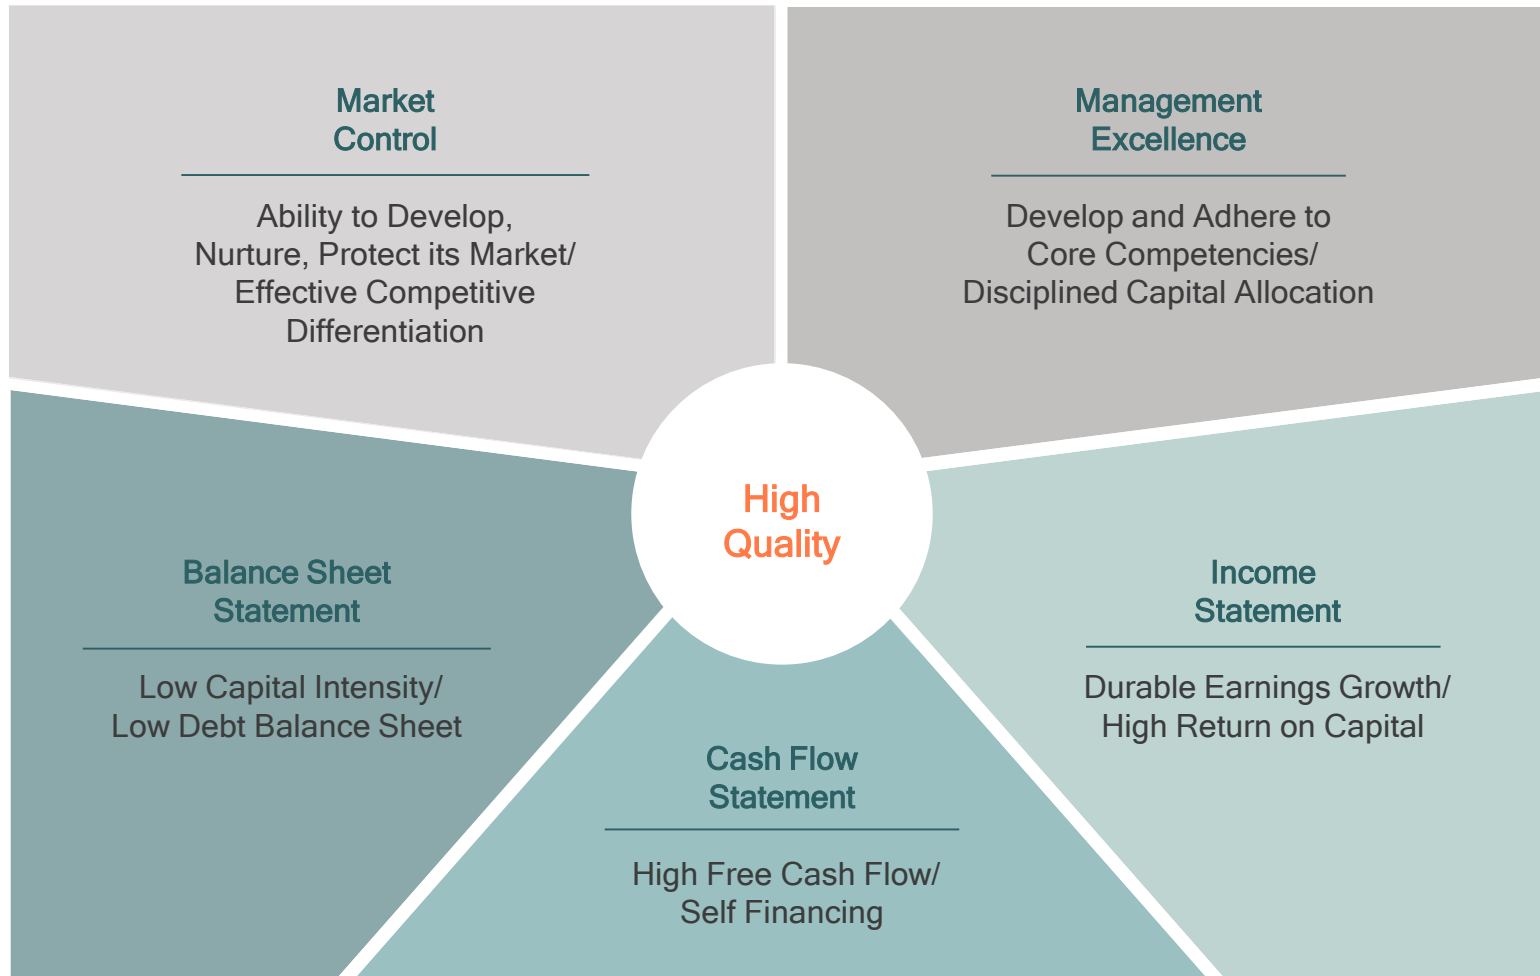 Market
Control
Ability to Develop,
Nurture, Protect its Market/
Effective Competitive
Differentiation
Management
Excellence
Develop and Adhere to
Core Competencies/
Disciplined Capital Allocation
High
Quality
Balance Sheet
Statement
Low Capital Intensity/
Low Debt Balance Sheet
Income
Statement
Durable Earnings Growth/
High Return on Capital
Cash Flow
Statement
High Free Cash Flow/
Self Financing